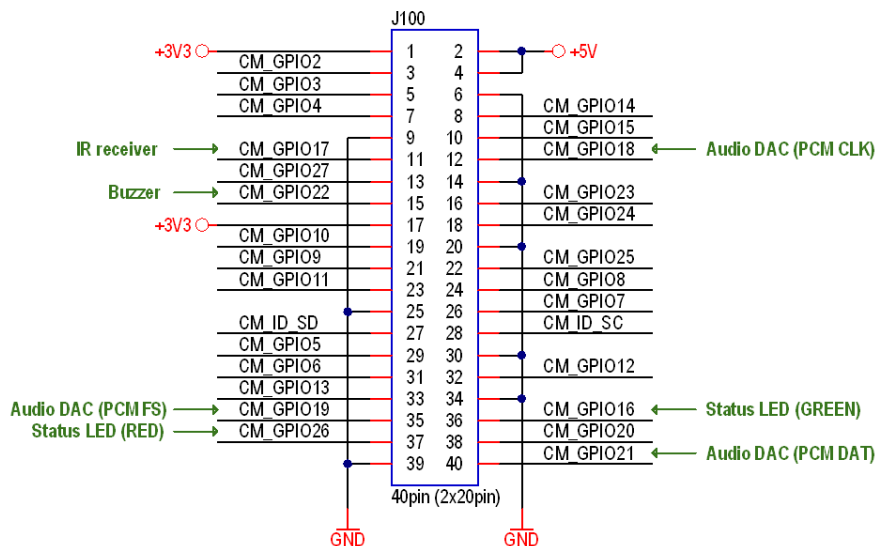 J100
+3V3 1 2 +5V
CM_GPIO2 3 4
CM_GPIO3 5 6
CM_GPIO4 7 8 CM_GPIO14
9 10 CM_GPIO15
IR receiver CM_GPIO17 11 12 CM_GPIO18 Audio DAC (PCM CLK)
CM_GPIO27 13 14
Buzzer CM_GPIO22 15 16 CM_GPIO23
+3V3 17 18 CM_GPIO24
CM_GPIO10 19 20
CM_GPIO9 21 22 CM_GPIO25
CM_GPIO11 23 24 CM_GPIO8
25 26 CM_GPIO7
CM_ID_SD 27 28 CM_ID_SC
CM_GPIO5 29 30
CM_GPIO6 31 32 CM_GPIO12
CM_GPIO13 33 34
Audio DAC (PCM FS) CM_GPIO19 35 36 CM_GPIO16 Status LED (GREEN)
Status LED (RED) CM_GPIO26 37 38 CM_GPIO20
39 40 CM_GPIO21 Audio DAC (PCM DAT)
40pin (2x20pin)
GND GND